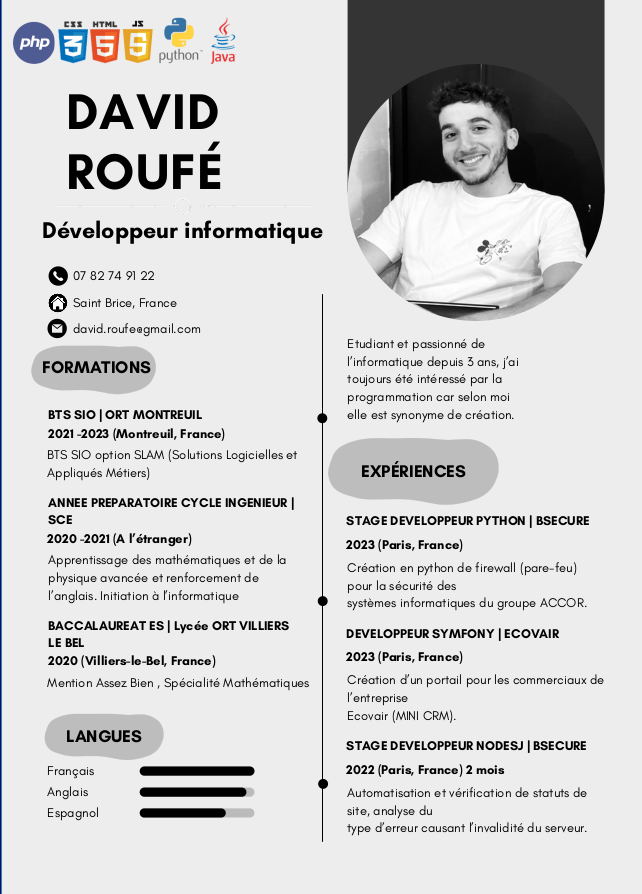 php
CSS
3
HTML
5
JS
5
python
Java
DAVID
ROUFÉ
Développeur informatique
07 82 74 91 22
Saint Brice, France
david.roufe@gmail.com
FORMATIONS
BTS SIO | ORT MONTREUIL
2021 -2023 (Montreuil, France)
BTS SIO option SLAM (Solutions Logicielles et
Appliqués Métiers)
ANNEE PREPARATOIRE CYCLE INGENIEUR |
SCE
2020 -2021 (A l'étranger)
Apprentissage des mathématiques et de la
physique avancée et renforcement de
l'anglais. Initiation à l'informatique
BACCALAUREAT ES | Lycée ORT VILLIERS
LE BEL
2020 (Villiers-le-Bel, France)
Mention Assez Bien , Spécialité Mathématiques
LANGUES
Français
Anglais
Espagnol
Etudiant et passionné de
l'informatique depuis 3 ans, j'ai
toujours été intéressé par la
programmation car selon moi
elle est synonyme de création.
EXPÉRIENCES
STAGE DEVELOPPEUR PYTHON | BSECURE
2023 (Paris, France)
Création en python de firewall (pare-feu)
pour la sécurité des
systèmes informatiques du groupe ACCOR.
DEVELOPPEUR SYMFONY | ECOVAIR
2023 (Paris, France)
Création d'un portail pour les commerciaux de
l'entreprise
Ecovair (MINI CRM).
STAGE DEVELOPPEUR NODESJ | BSECURE
2022 (Paris, France) 2 mois
Automatisation et vérification de statuts de
site, analyse du
type d'erreur causant l'invalidité du serveur.